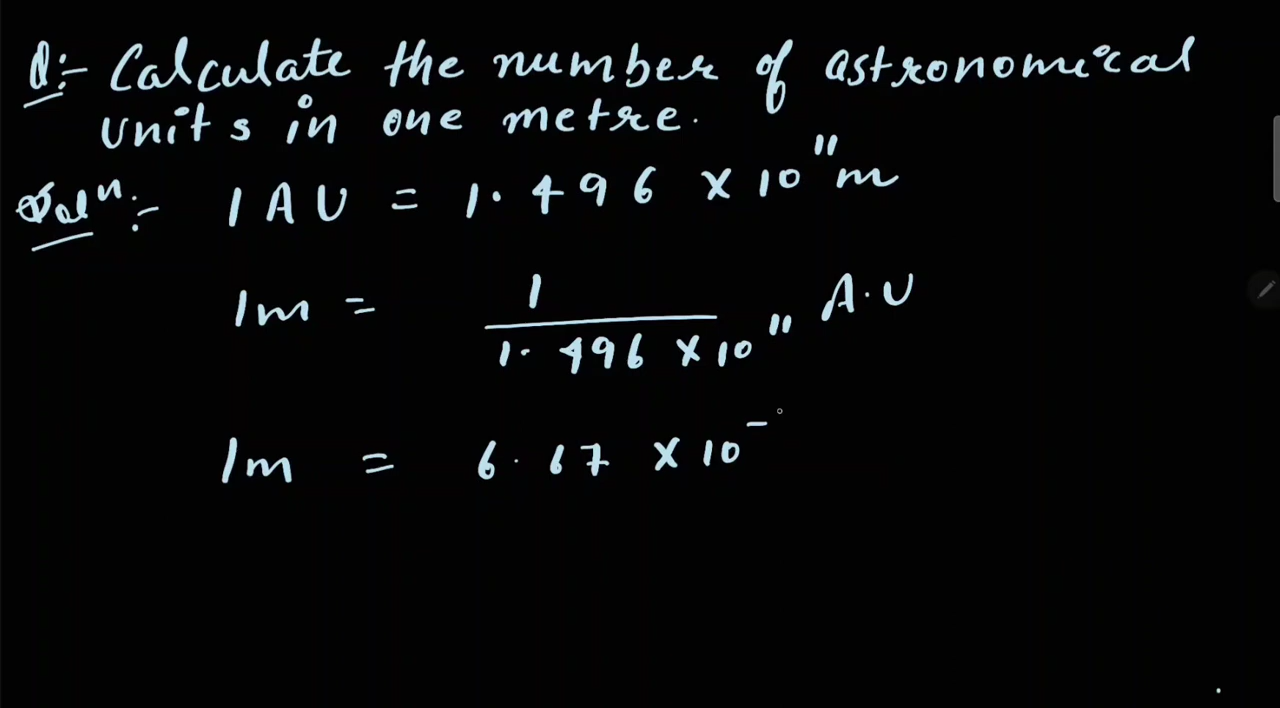 Q:- Calculate the number of astronomical
units in one metre.
Solⁿ:- 1 A U = 1.496 × 10¹¹ m
1m = 1 / 1.496 × 10¹¹ A.U
1m = 6.67 × 10⁻